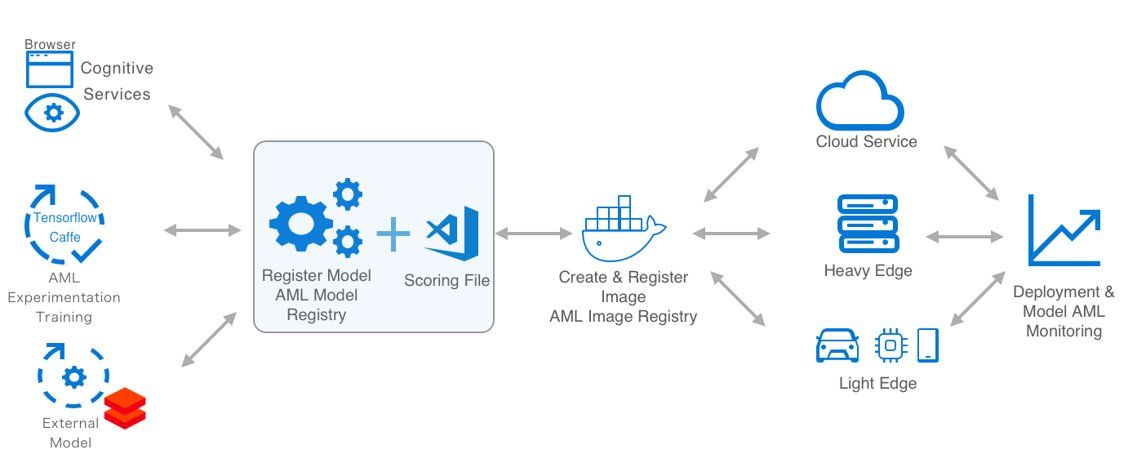 Browser
Cognitive
Services
Tensorflow
Caffe
AML
Experimentation
Training
External
Model
Register Model
AML Model
Registry
Scoring File
Create & Register
Image
AML Image Registry
Cloud Service
Heavy Edge
Light Edge
Deployment &
Model AML
Monitoring